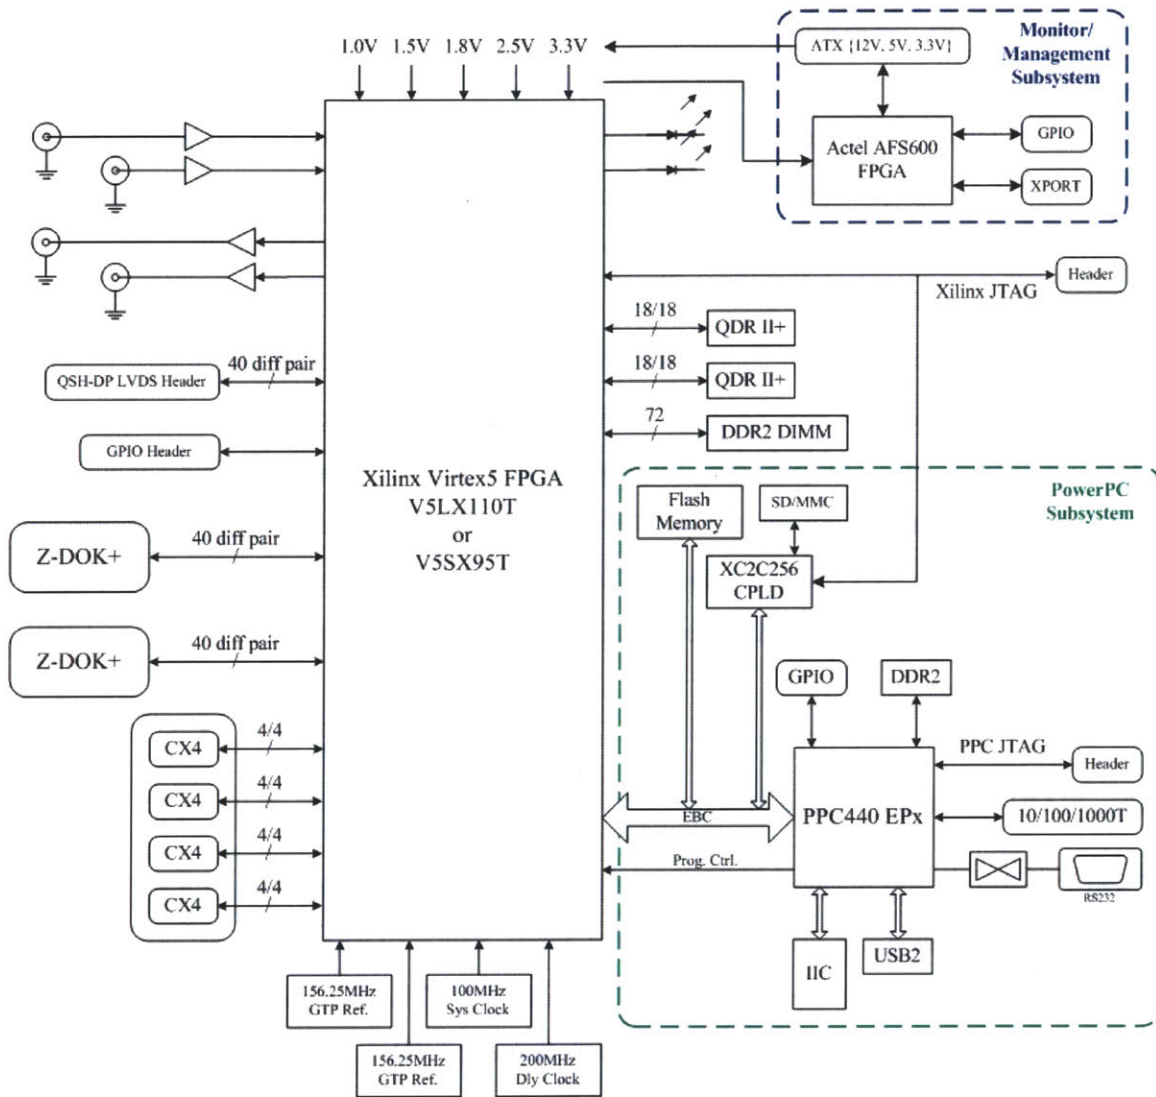 1.0V 1.5V 1.8V 2.5V 3.3V
ATX {12V, 5V, 3.3V}
Monitor/
Management
Subsystem
Actel AFS600
FPGA
GPIO
XPORT
Xilinx JTAG
Header
18/18
QDR II+
18/18
QDR II+
72
DDR2 DIMM
QSH-DP LVDS Header
40 diff pair
GPIO Header
Xilinx Virtex5 FPGA
V5LX110T
or
V5SX95T
Z-DOK+
40 diff pair
Z-DOK+
40 diff pair
CX4
4/4
CX4
4/4
CX4
4/4
CX4
4/4
PowerPC
Subsystem
Flash
Memory
SD/MMC
XC2C256
CPLD
GPIO
DDR2
PPC JTAG
Header
EBC
PPC440 EPx
10/100/1000T
Prog. Ctrl.
RS232
IIC
USB2
156.25MHz
GTP Ref.
100MHz
Sys Clock
156.25MHz
GTP Ref.
200MHz
Dly Clock